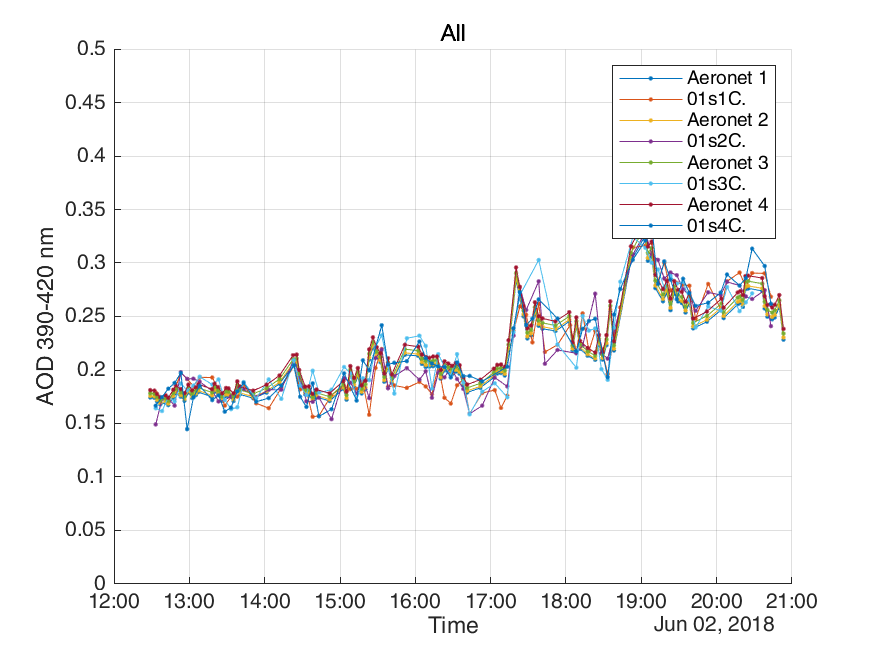 All
0.5
0.45
0.4
0.35
0.3
0.25
0.2
0.15
0.1
0.05
0
AOD 390-420 nm
Aeronet 1
01s1C.
Aeronet 2
01s2C.
Aeronet 3
01s3C.
Aeronet 4
01s4C.
12:00 13:00 14:00 15:00 16:00 17:00 18:00 19:00 20:00 21:00
Time
Jun 02, 2018